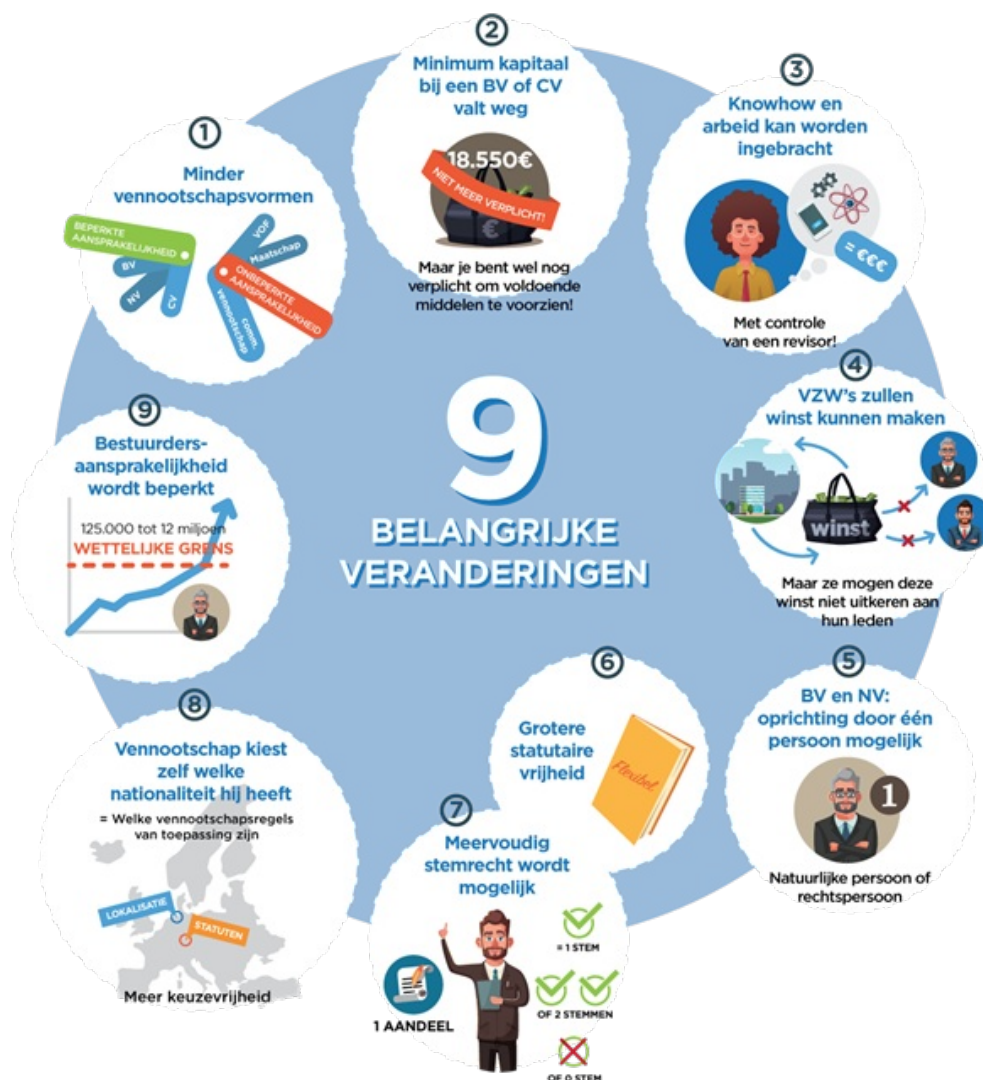 9
BELANGRIJKE
VERANDERINGEN
1
Minder
vennootschapsvormen
BEPERKTE
AANSPRAKELIJKHEID
BV
NV
CV
VOF
Maatschap
ONBEPERKTE
AANSPRAKELIJKHEID
comm.
vennootschap
2
Minimum kapitaal
bij een BV of CV
valt weg
18.550€
NIET MEER VERPLICHT!
€
Maar je bent wel nog
verplicht om voldoende
middelen te voorzien!
3
Knowhow en
arbeid kan worden
ingebracht
= €€€
Met controle
van een revisor!
4
VZW's zullen
winst kunnen maken
winst
Maar ze mogen deze
winst niet uitkeren aan
hun leden
5
BV en NV:
oprichting door één
persoon mogelijk
1
Natuurlijke persoon of
rechtspersoon
6
Grotere
statutaire
vrijheid
Flexibel
7
Meervoudig
stemrecht wordt
mogelijk
1 AANDEEL
= 1 STEM
OF 2 STEMMEN
OF 0 STEM
8
Vennootschap kiest
zelf welke
nationaliteit hij heeft
= Welke vennootschapsregels
van toepassing zijn
LOKALISATIE
STATUTEN
Meer keuzevrijheid
9
Bestuurders-
aansprakelijkheid
wordt beperkt
125.000 tot 12 miljoen
WETTELIJKE GRENS